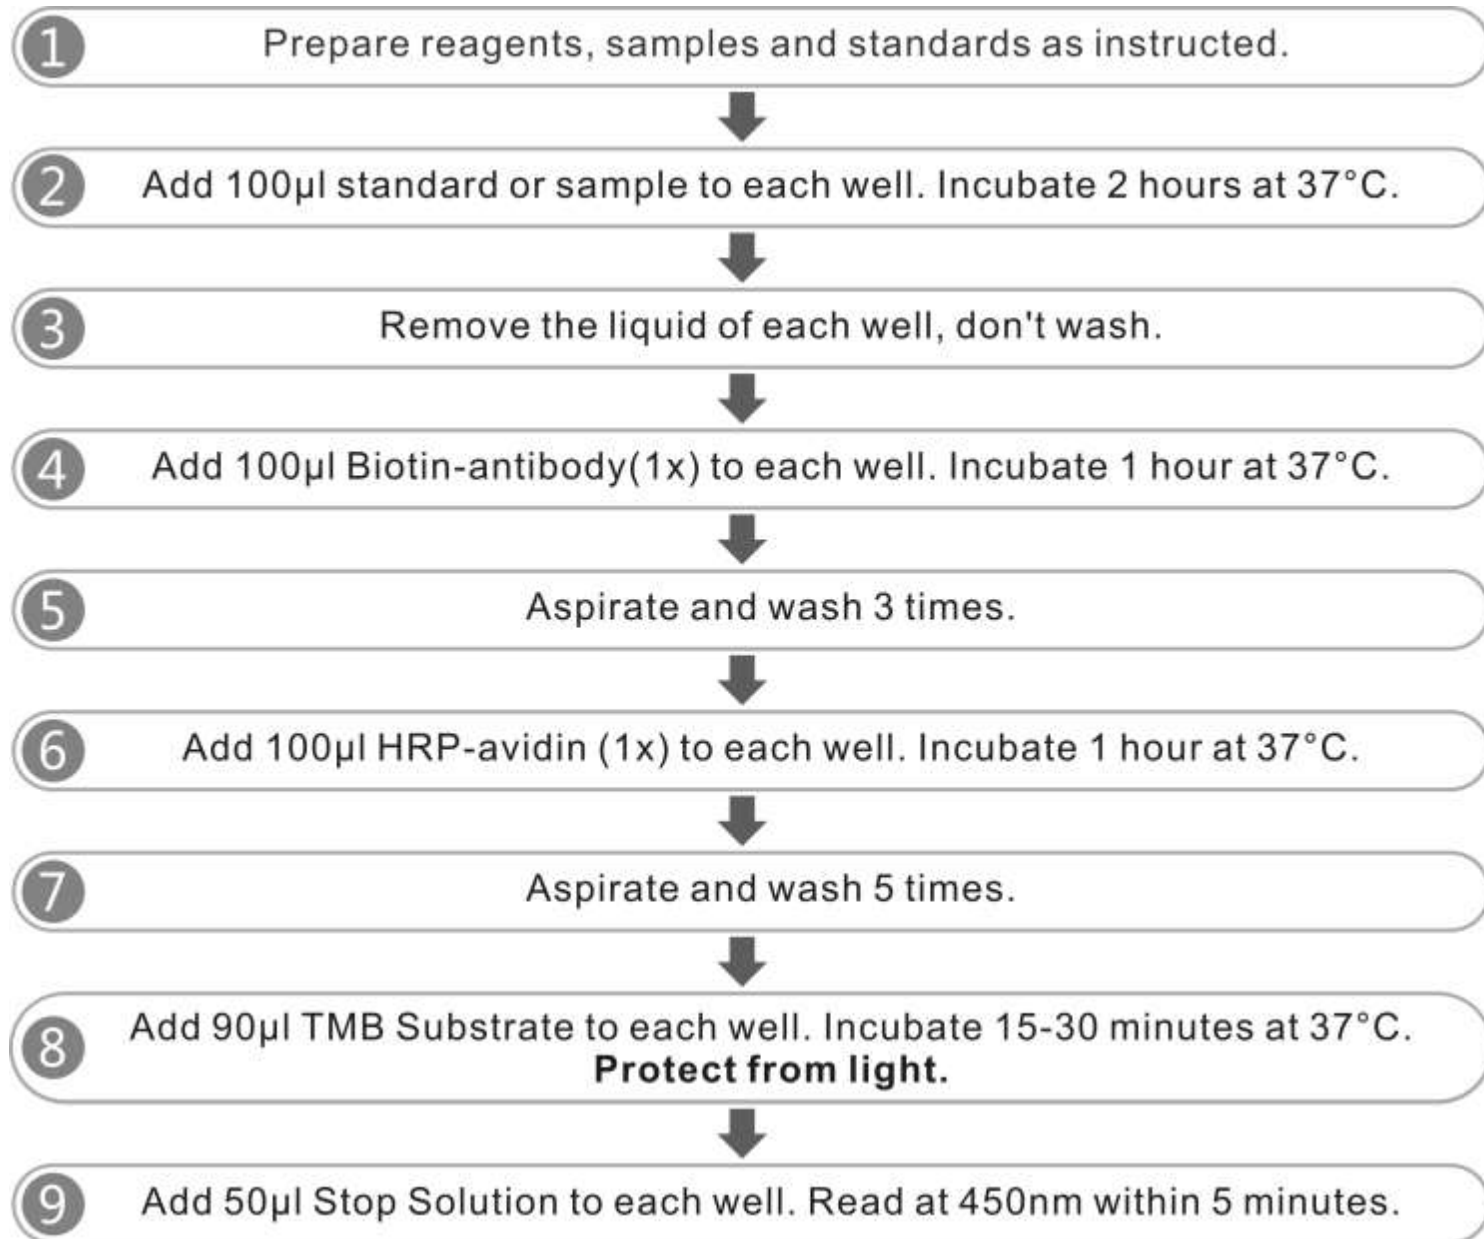 1 Prepare reagents, samples and standards as instructed.
2 Add 100µl standard or sample to each well. Incubate 2 hours at 37°C.
3 Remove the liquid of each well, don't wash.
4 Add 100µl Biotin-antibody(1x) to each well. Incubate 1 hour at 37°C.
5 Aspirate and wash 3 times.
6 Add 100µl HRP-avidin (1x) to each well. Incubate 1 hour at 37°C.
7 Aspirate and wash 5 times.
8 Add 90µl TMB Substrate to each well. Incubate 15-30 minutes at 37°C.
Protect from light.
9 Add 50µl Stop Solution to each well. Read at 450nm within 5 minutes.